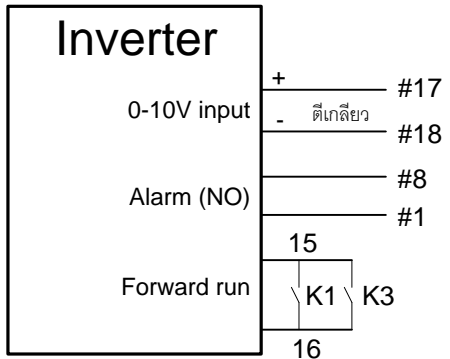 Inverter
+ #17
0-10V input ตีเกลียว
- #18
#8
Alarm (NO)
#1
15
Forward run K1 K3
16